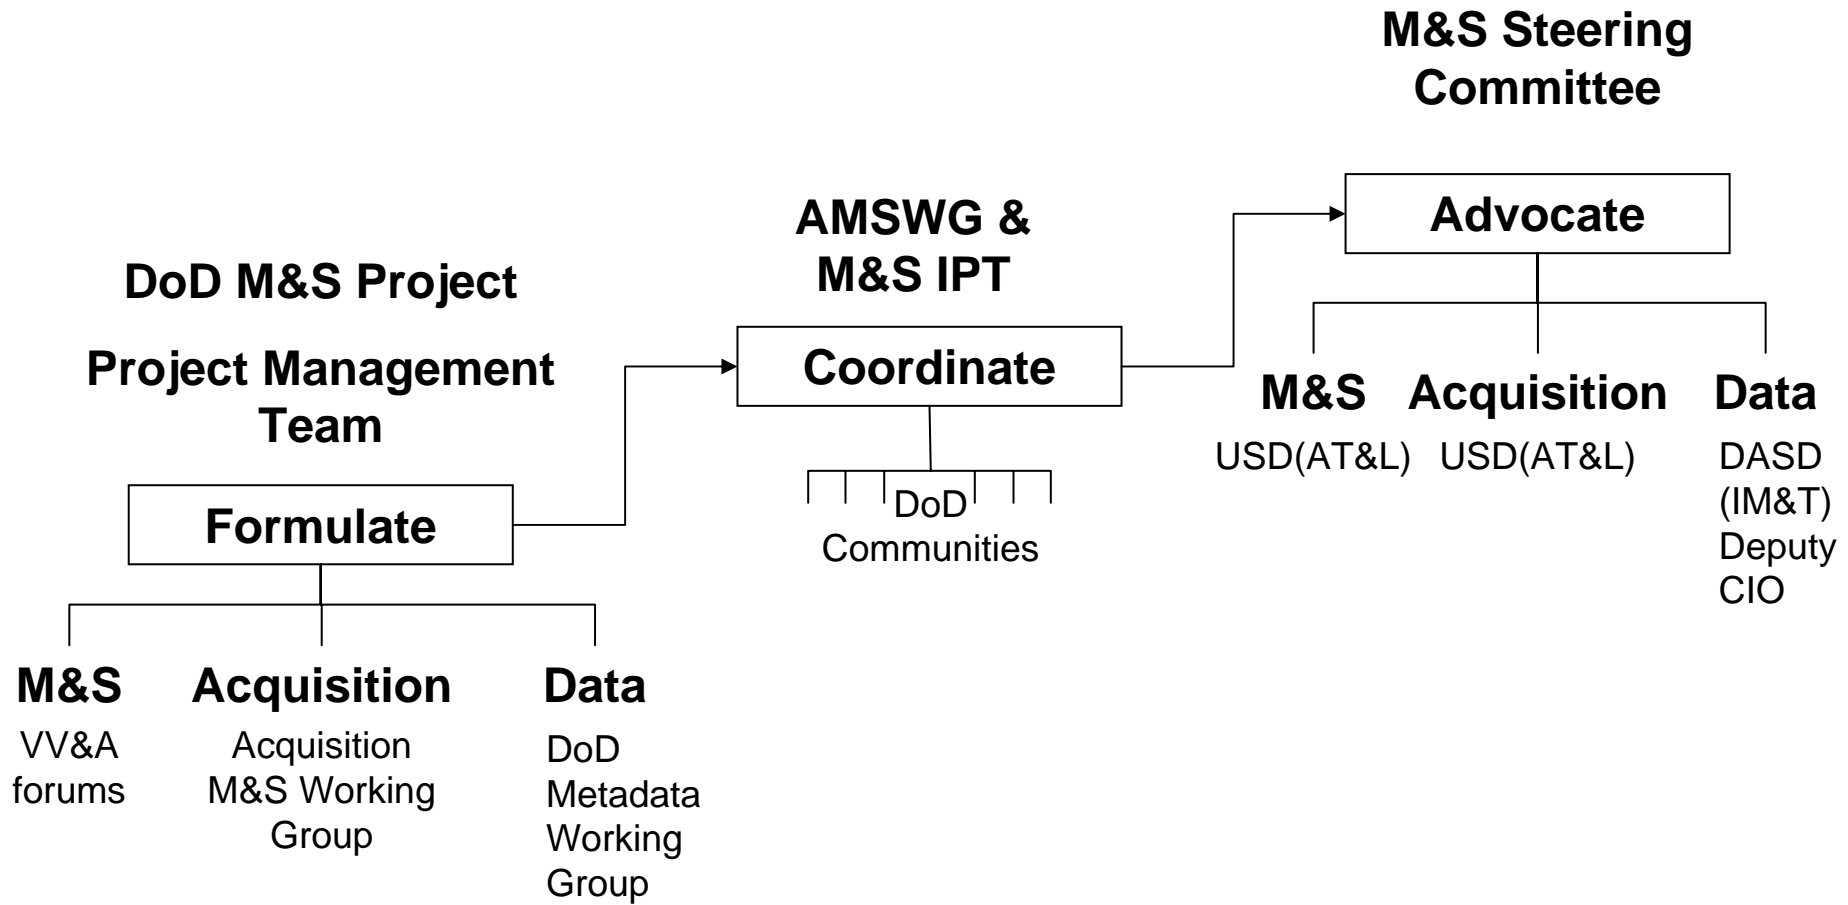 M&S Steering
Committee
Advocate
M&S
USD(AT&L)
Acquisition
USD(AT&L)
Data
DASD
(IM&T)
Deputy
CIO
AMSWG &
M&S IPT
Coordinate
DoD
Communities
DoD M&S Project
Project Management
Team
Formulate
M&S
VV&A
forums
Acquisition
Acquisition
M&S Working
Group
Data
DoD
Metadata
Working
Group